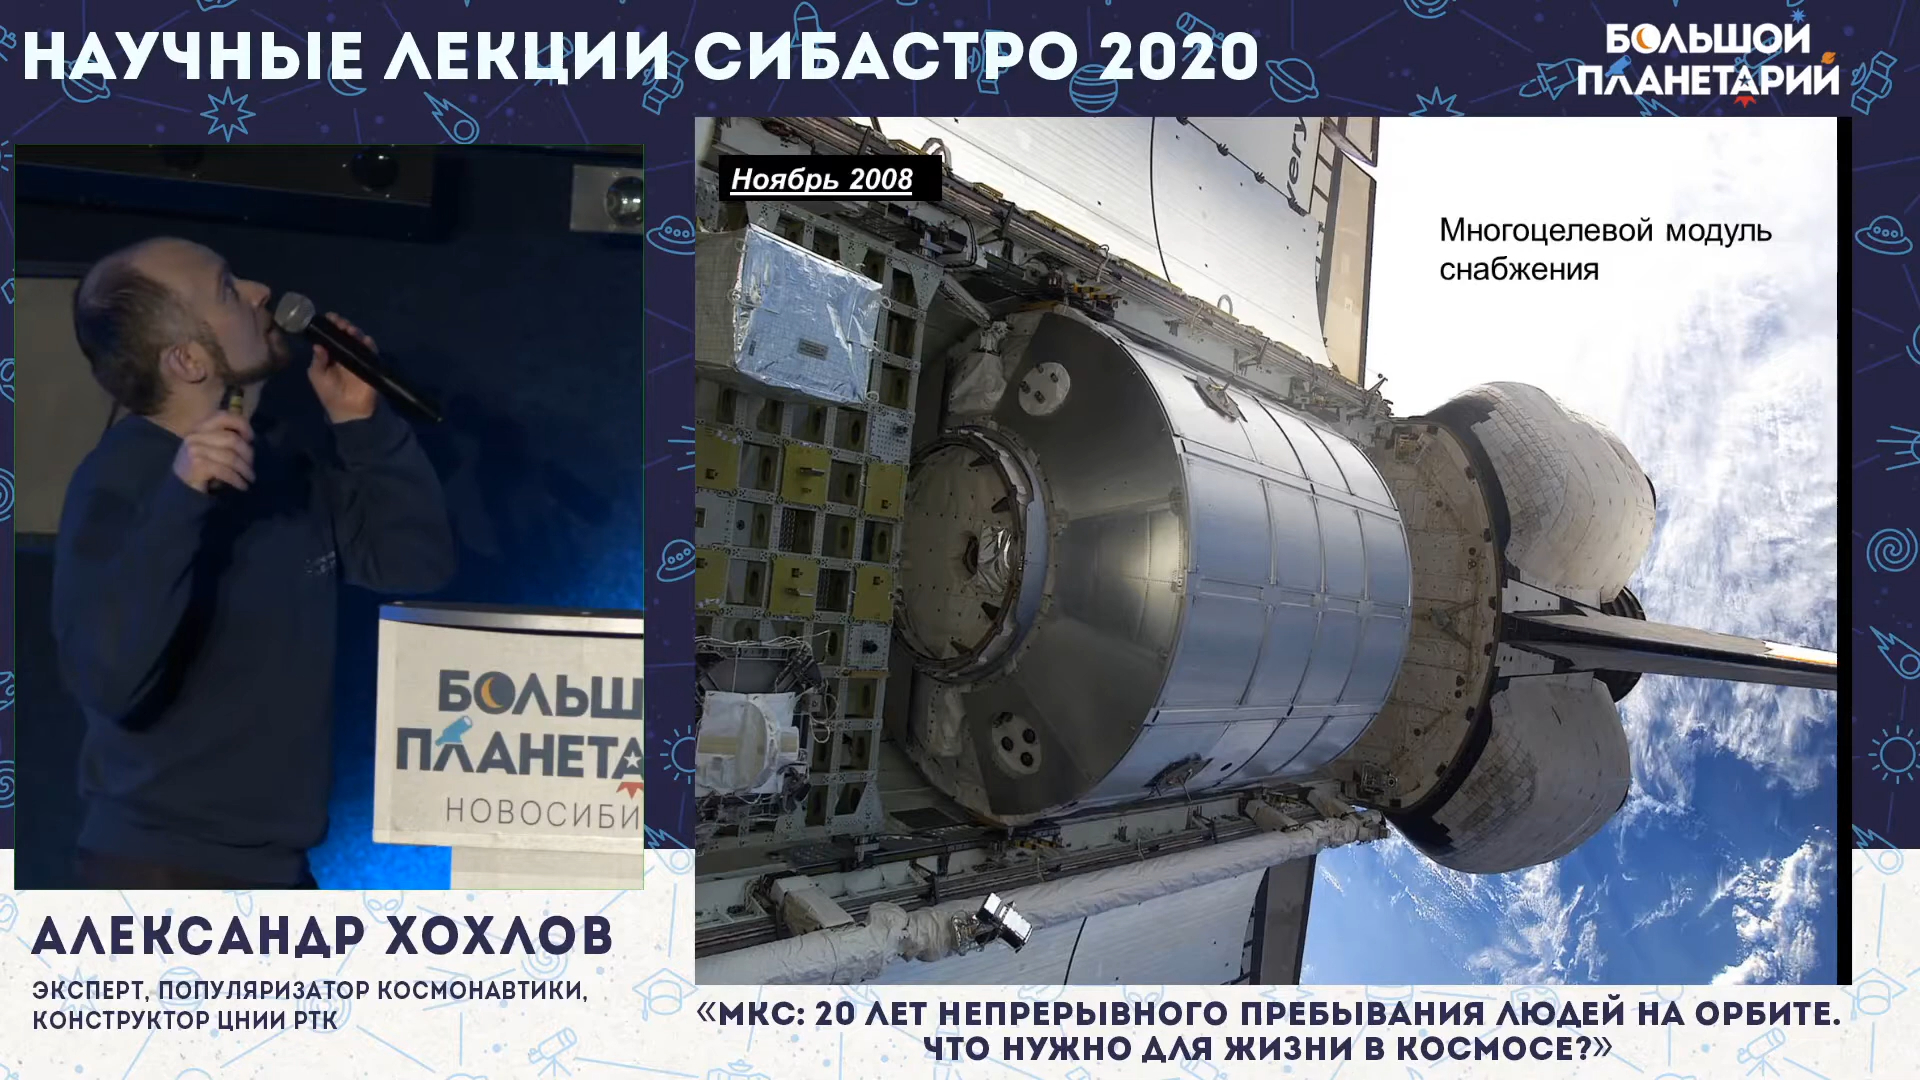 НАУЧНЫЕ ЛЕКЦИИ СИБАСТРО 2020
БОЛЬШОЙ
ПЛАНЕТАРИЙ
Ноябрь 2008
very
Многоцелевой модуль
снабжения
БОЛЬШ
ПЛАНЕТА
НОВОСИБИ
АЛЕКСАНДР ХОХЛОВ
ЭКСПЕРТ, ПОПУЛЯРИЗАТОР КОСМОНАВТИКИ,
КОНСТРУКТОР ЦНИИ РТК
«МКС: 20 ЛЕТ НЕПРЕРЫВНОГО ПРЕБЫВАНИЯ ЛЮДЕЙ НА ОРБИТЕ.
ЧТО НУЖНО ДЛЯ ЖИЗНИ В КОСМОСЕ?»